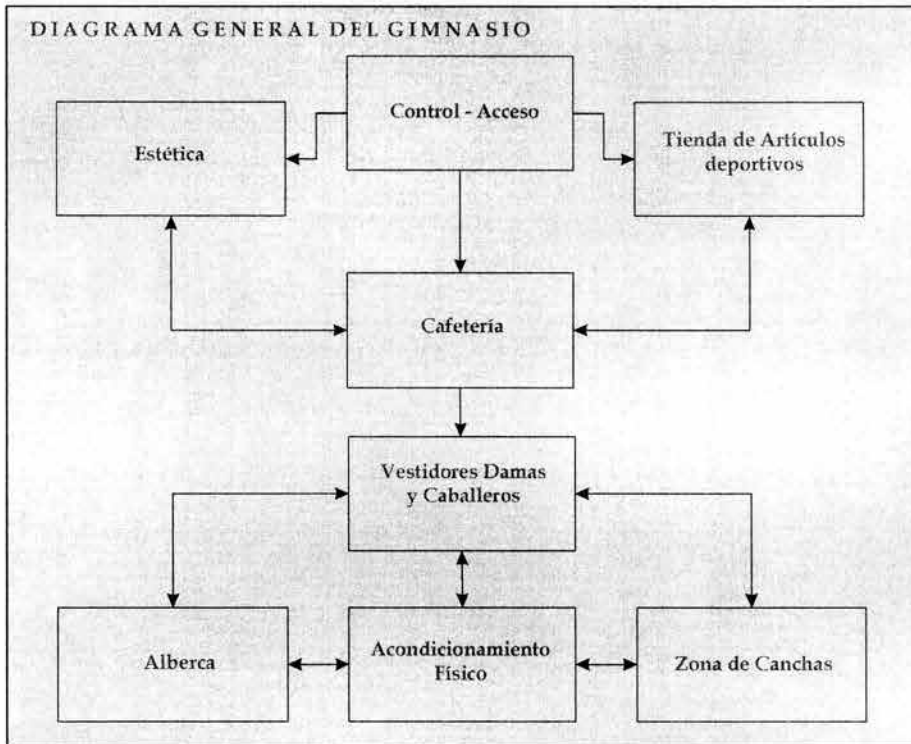 DIAGRAMA GENERAL DEL GIMNASIO
Control - Acceso
Estética
Tienda de Artículos
deportivos
Cafetería
Vestidores Damas
y Caballeros
Alberca
Acondicionamiento
Físico
Zona de Canchas